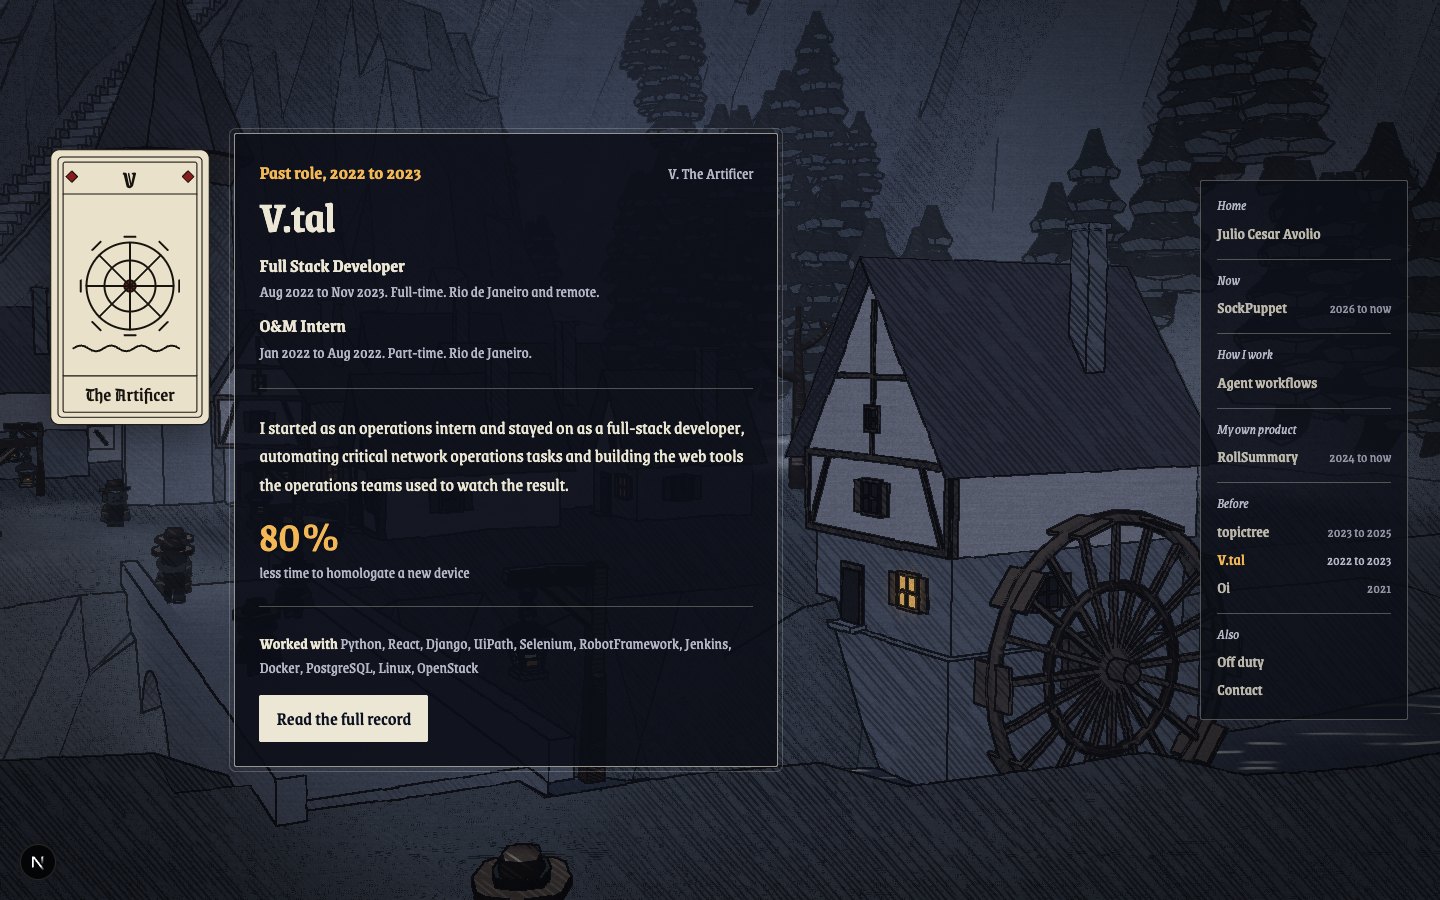 V
The Artificer
Past role, 2022 to 2023
V. The Artificer
V.tal
Full Stack Developer
Aug 2022 to Nov 2023. Full-time. Rio de Janeiro and remote.
O&M Intern
Jan 2022 to Aug 2022. Part-time. Rio de Janeiro.
I started as an operations intern and stayed on as a full-stack developer,
automating critical network operations tasks and building the web tools
the operations teams used to watch the result.
80%
less time to homologate a new device
Worked with Python, React, Django, UiPath, Selenium, RobotFramework, Jenkins,
Docker, PostgreSQL, Linux, OpenStack
Read the full record
Home
Julio Cesar Avolio
Now
SockPuppet 2026 to now
How I work
Agent workflows
My own product
RollSummary 2024 to now
Before
topictree 2023 to 2025
V.tal 2022 to 2023
Oi 2021
Also
Off duty
Contact
N